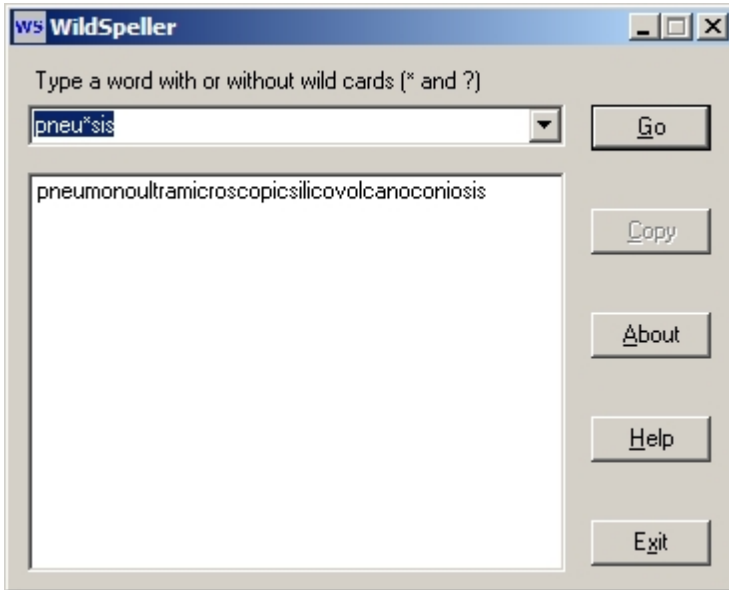 WS WildSpeller
Type a word with or without wild cards (* and ?)
pneu*sis
Go
pneumonoultramicroscopicsilicovolcanoconiosis
Copy
About
Help
Exit